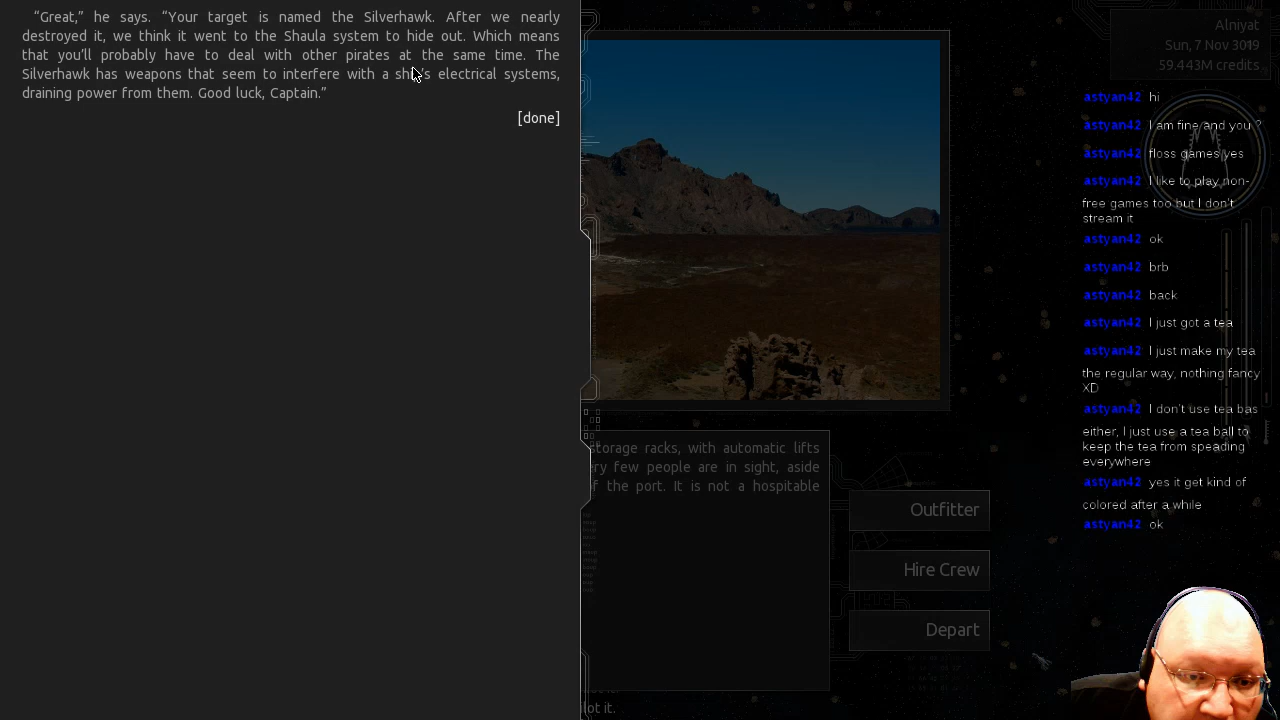 “Great,” he says. “Your target is named the Silverhawk. After we nearly
destroyed it, we think it went to the Shaula system to hide out. Which means
that you’ll probably have to deal with other pirates at the same time. The
Silverhawk has weapons that seem to interfere with a ship’s electrical systems,
draining power from them. Good luck, Captain.”
[done]
Alniyat
Sun, 7 Nov 3019
59.443M credits
astyan42 hi
astyan42 I am fine and you ?
astyan42 floss games yes
astyan42 I like to play non-
free games too but I don't
stream it
astyan42 ok
astyan42 brb
astyan42 back
astyan42 I just got a tea
astyan42 I just make my tea
the regular way, nothing fancy
XD
astyan42 I don't use tea bas
either, I just use a tea ball to
keep the tea from speading
everywhere
astyan42 yes it get kind of
colored after a while
astyan42 ok
storage racks, with automatic lifts
few people are in sight, aside
of the port. It is not a hospitable
Outfitter
Hire Crew
Depart
it.